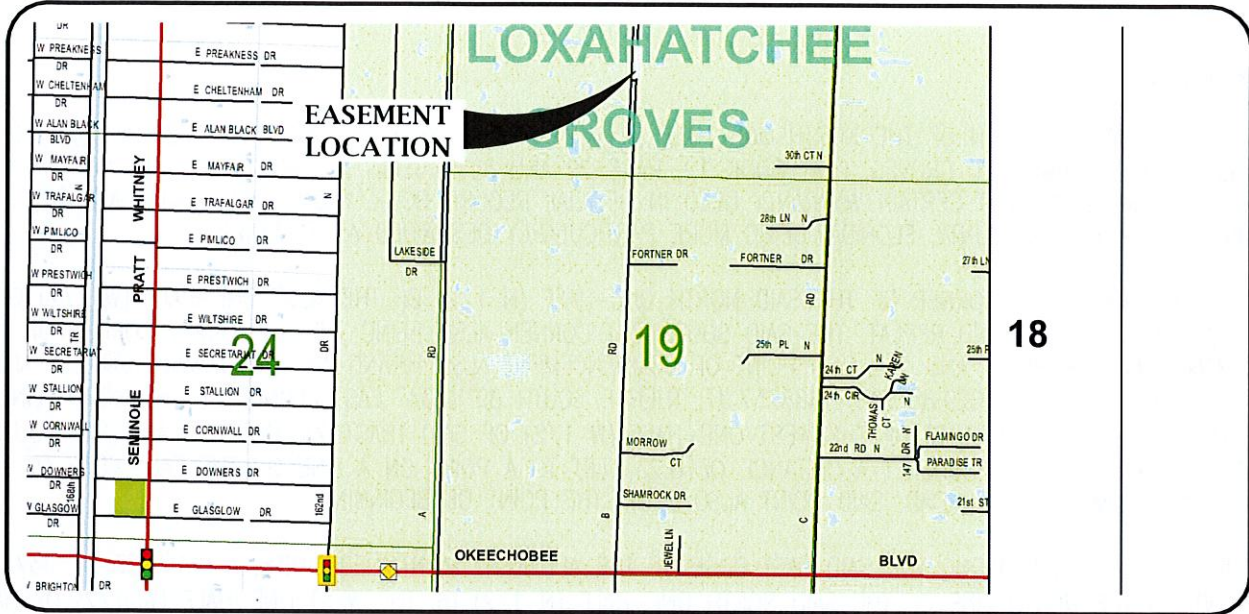 DR
W PREAKNESS
DR
W CHELTENHAM
DR
W ALAN BLACK
BLVD
W MAYFAIR
DR
W TRAFALGAR
DR
W PIMLICO
DR
W PRESTWICH
DR
W WILTSHIRE
DR
TR
W SECRETARIAT
DR
W STALLION
DR
W CORNWALL
DR
W DOWNERS
DR
168th
W GLASGOW
DR
W BRIGHTON DR
N
SEMINOLE PRATT WHITNEY
E PREAKNESS DR
E CHELTENHAM DR
E ALAN BLACK BLVD
E MAYFAIR DR
E TRAFALGAR DR
E PIMLICO DR
E PRESTWICH DR
E WILTSHIRE DR
E SECRETARIAT DR
24
E STALLION DR
E CORNWALL DR
E DOWNERS DR
E GLASGLOW DR
162nd DR N
LOXAHATCHEE
GROVES
EASEMENT
LOCATION
LAKESIDE
DR
A RD
B RD
C RD
30th CT N
28th LN N
FORTNER DR
FORTNER DR
27th LN
19
25th PL N
25th P
24th CT N
KAREN
LN
24th CIR N
THOMAS
CT
22nd RD N
147 DR N
FLAMINGO DR
PARADISE TR
21st ST
MORROW
CT
SHAMROCK DR
JEWEL LN
OKEECHOBEE BLVD
18